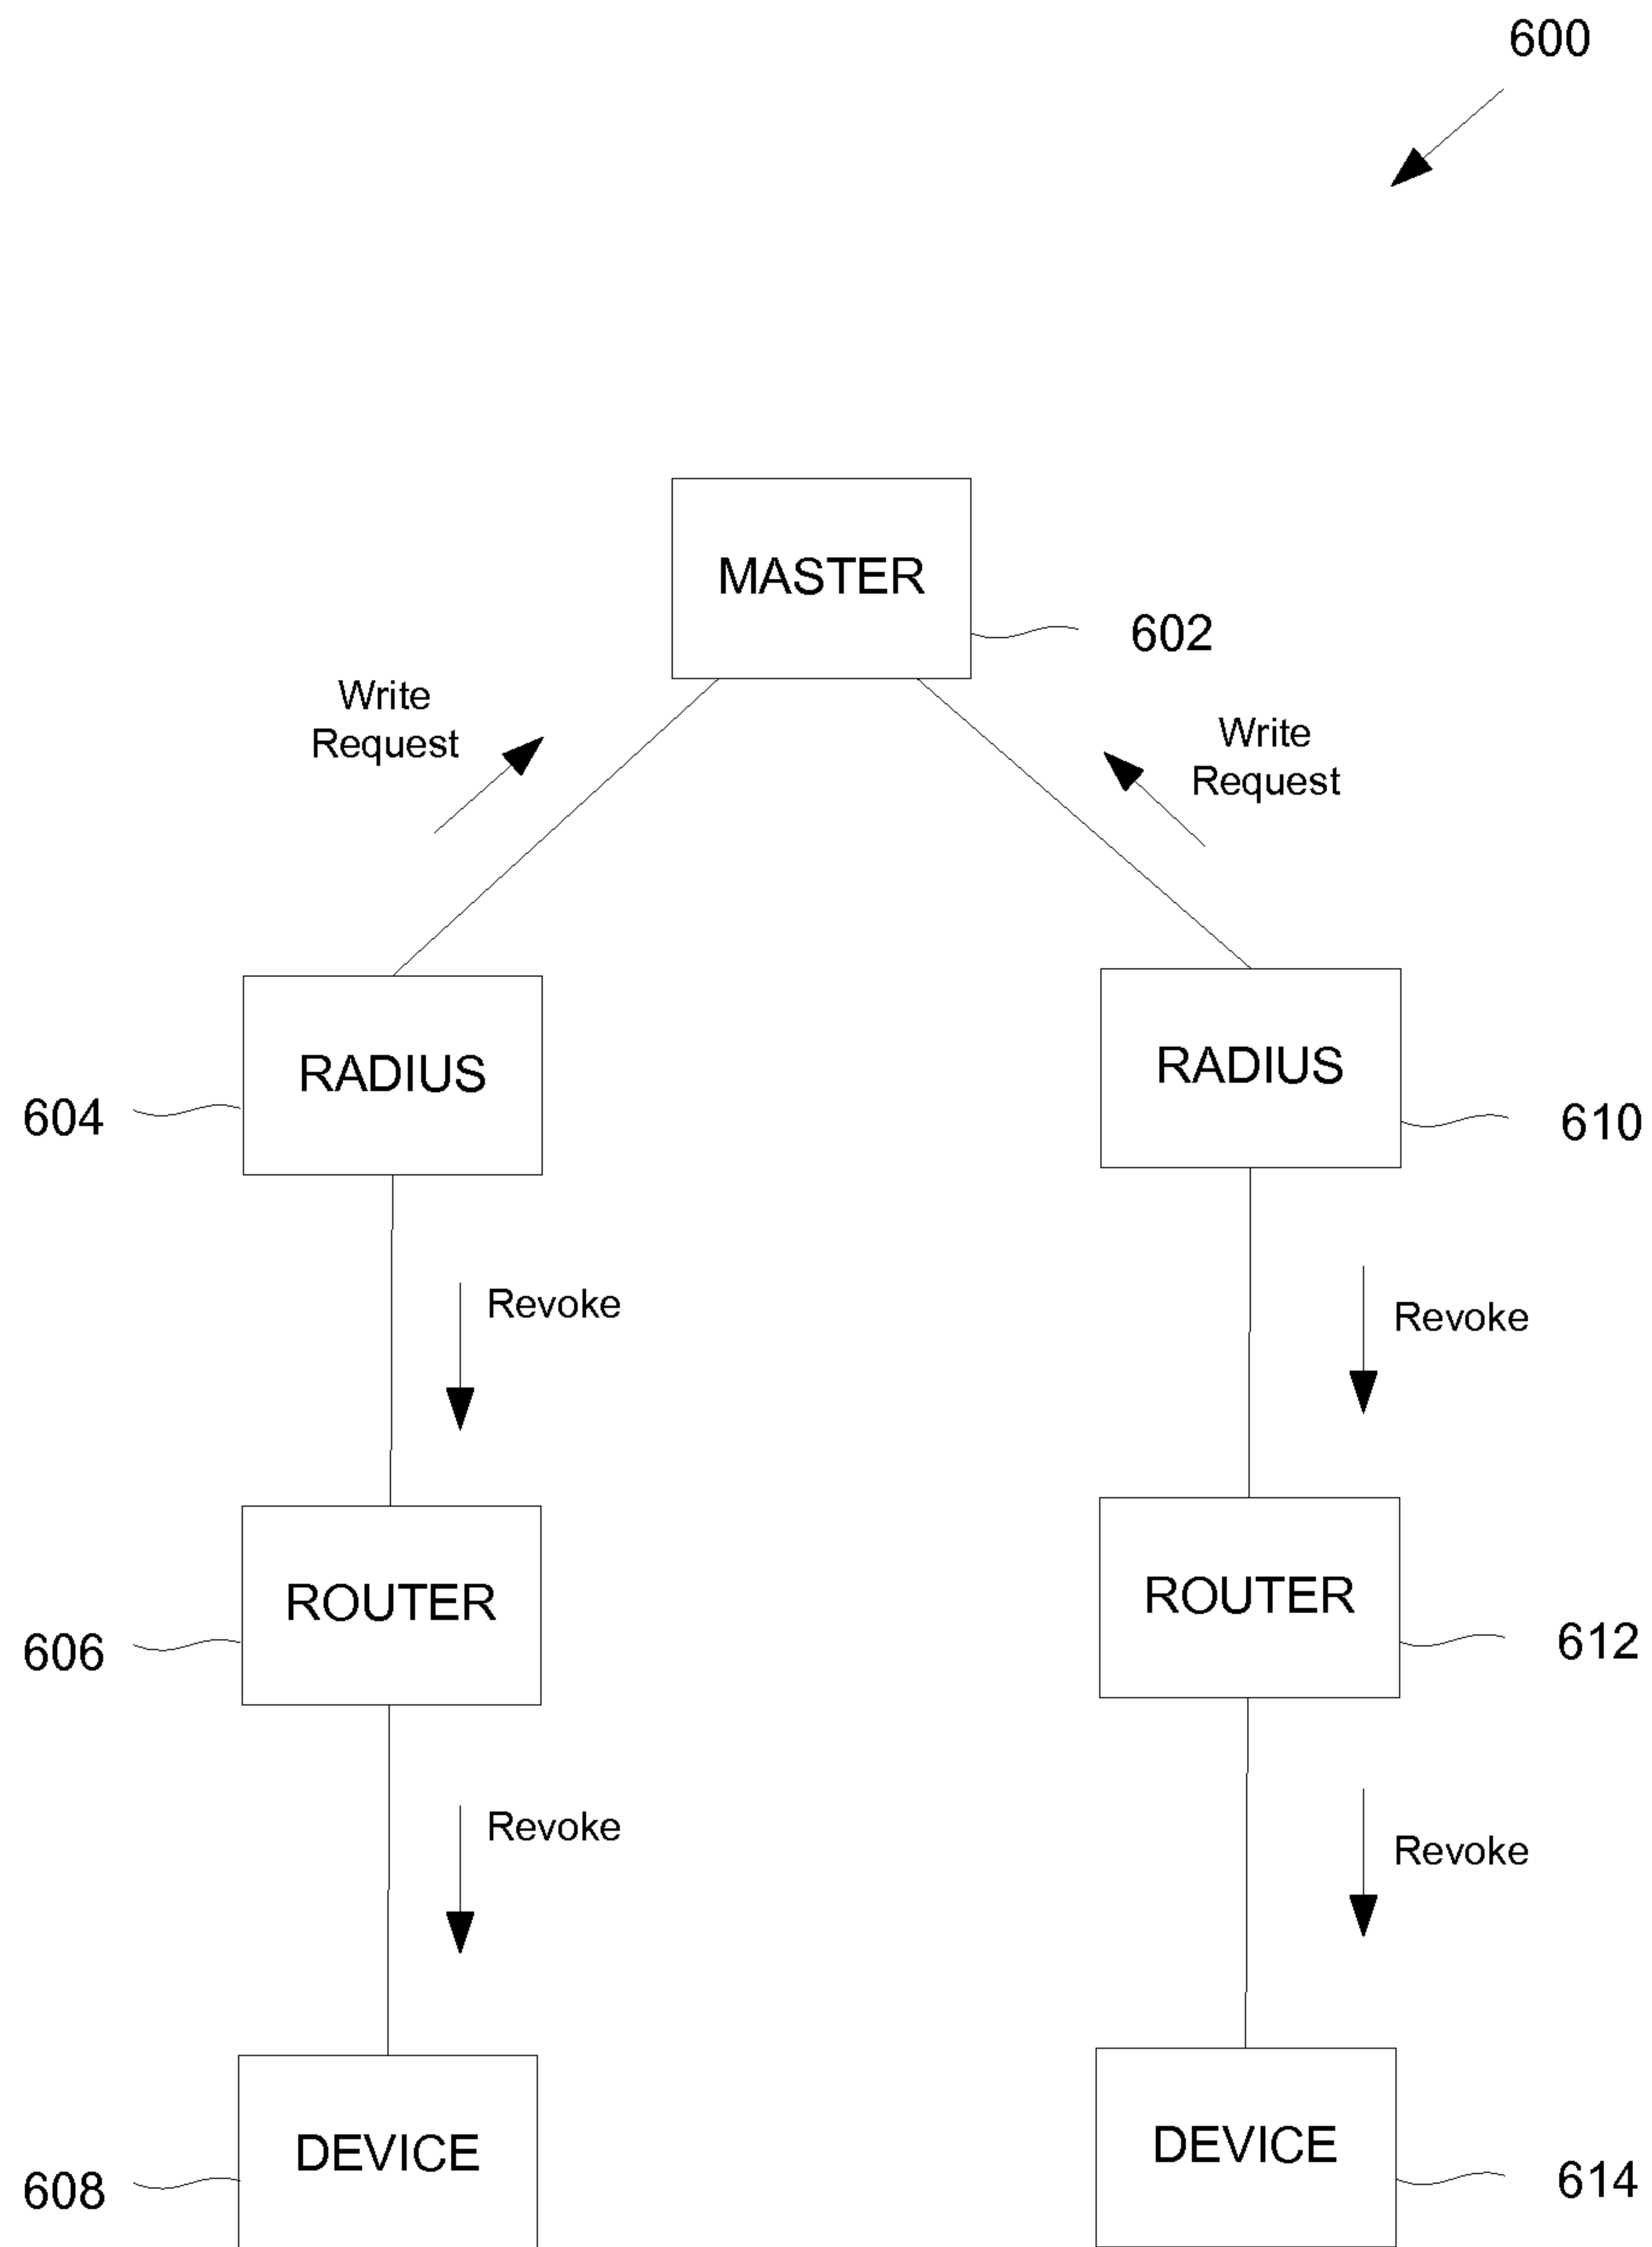 600
MASTER
602
Write
Request
Write
Request
RADIUS
RADIUS
604
610
Revoke
Revoke
ROUTER
ROUTER
606
612
Revoke
Revoke
DEVICE
DEVICE
608
614